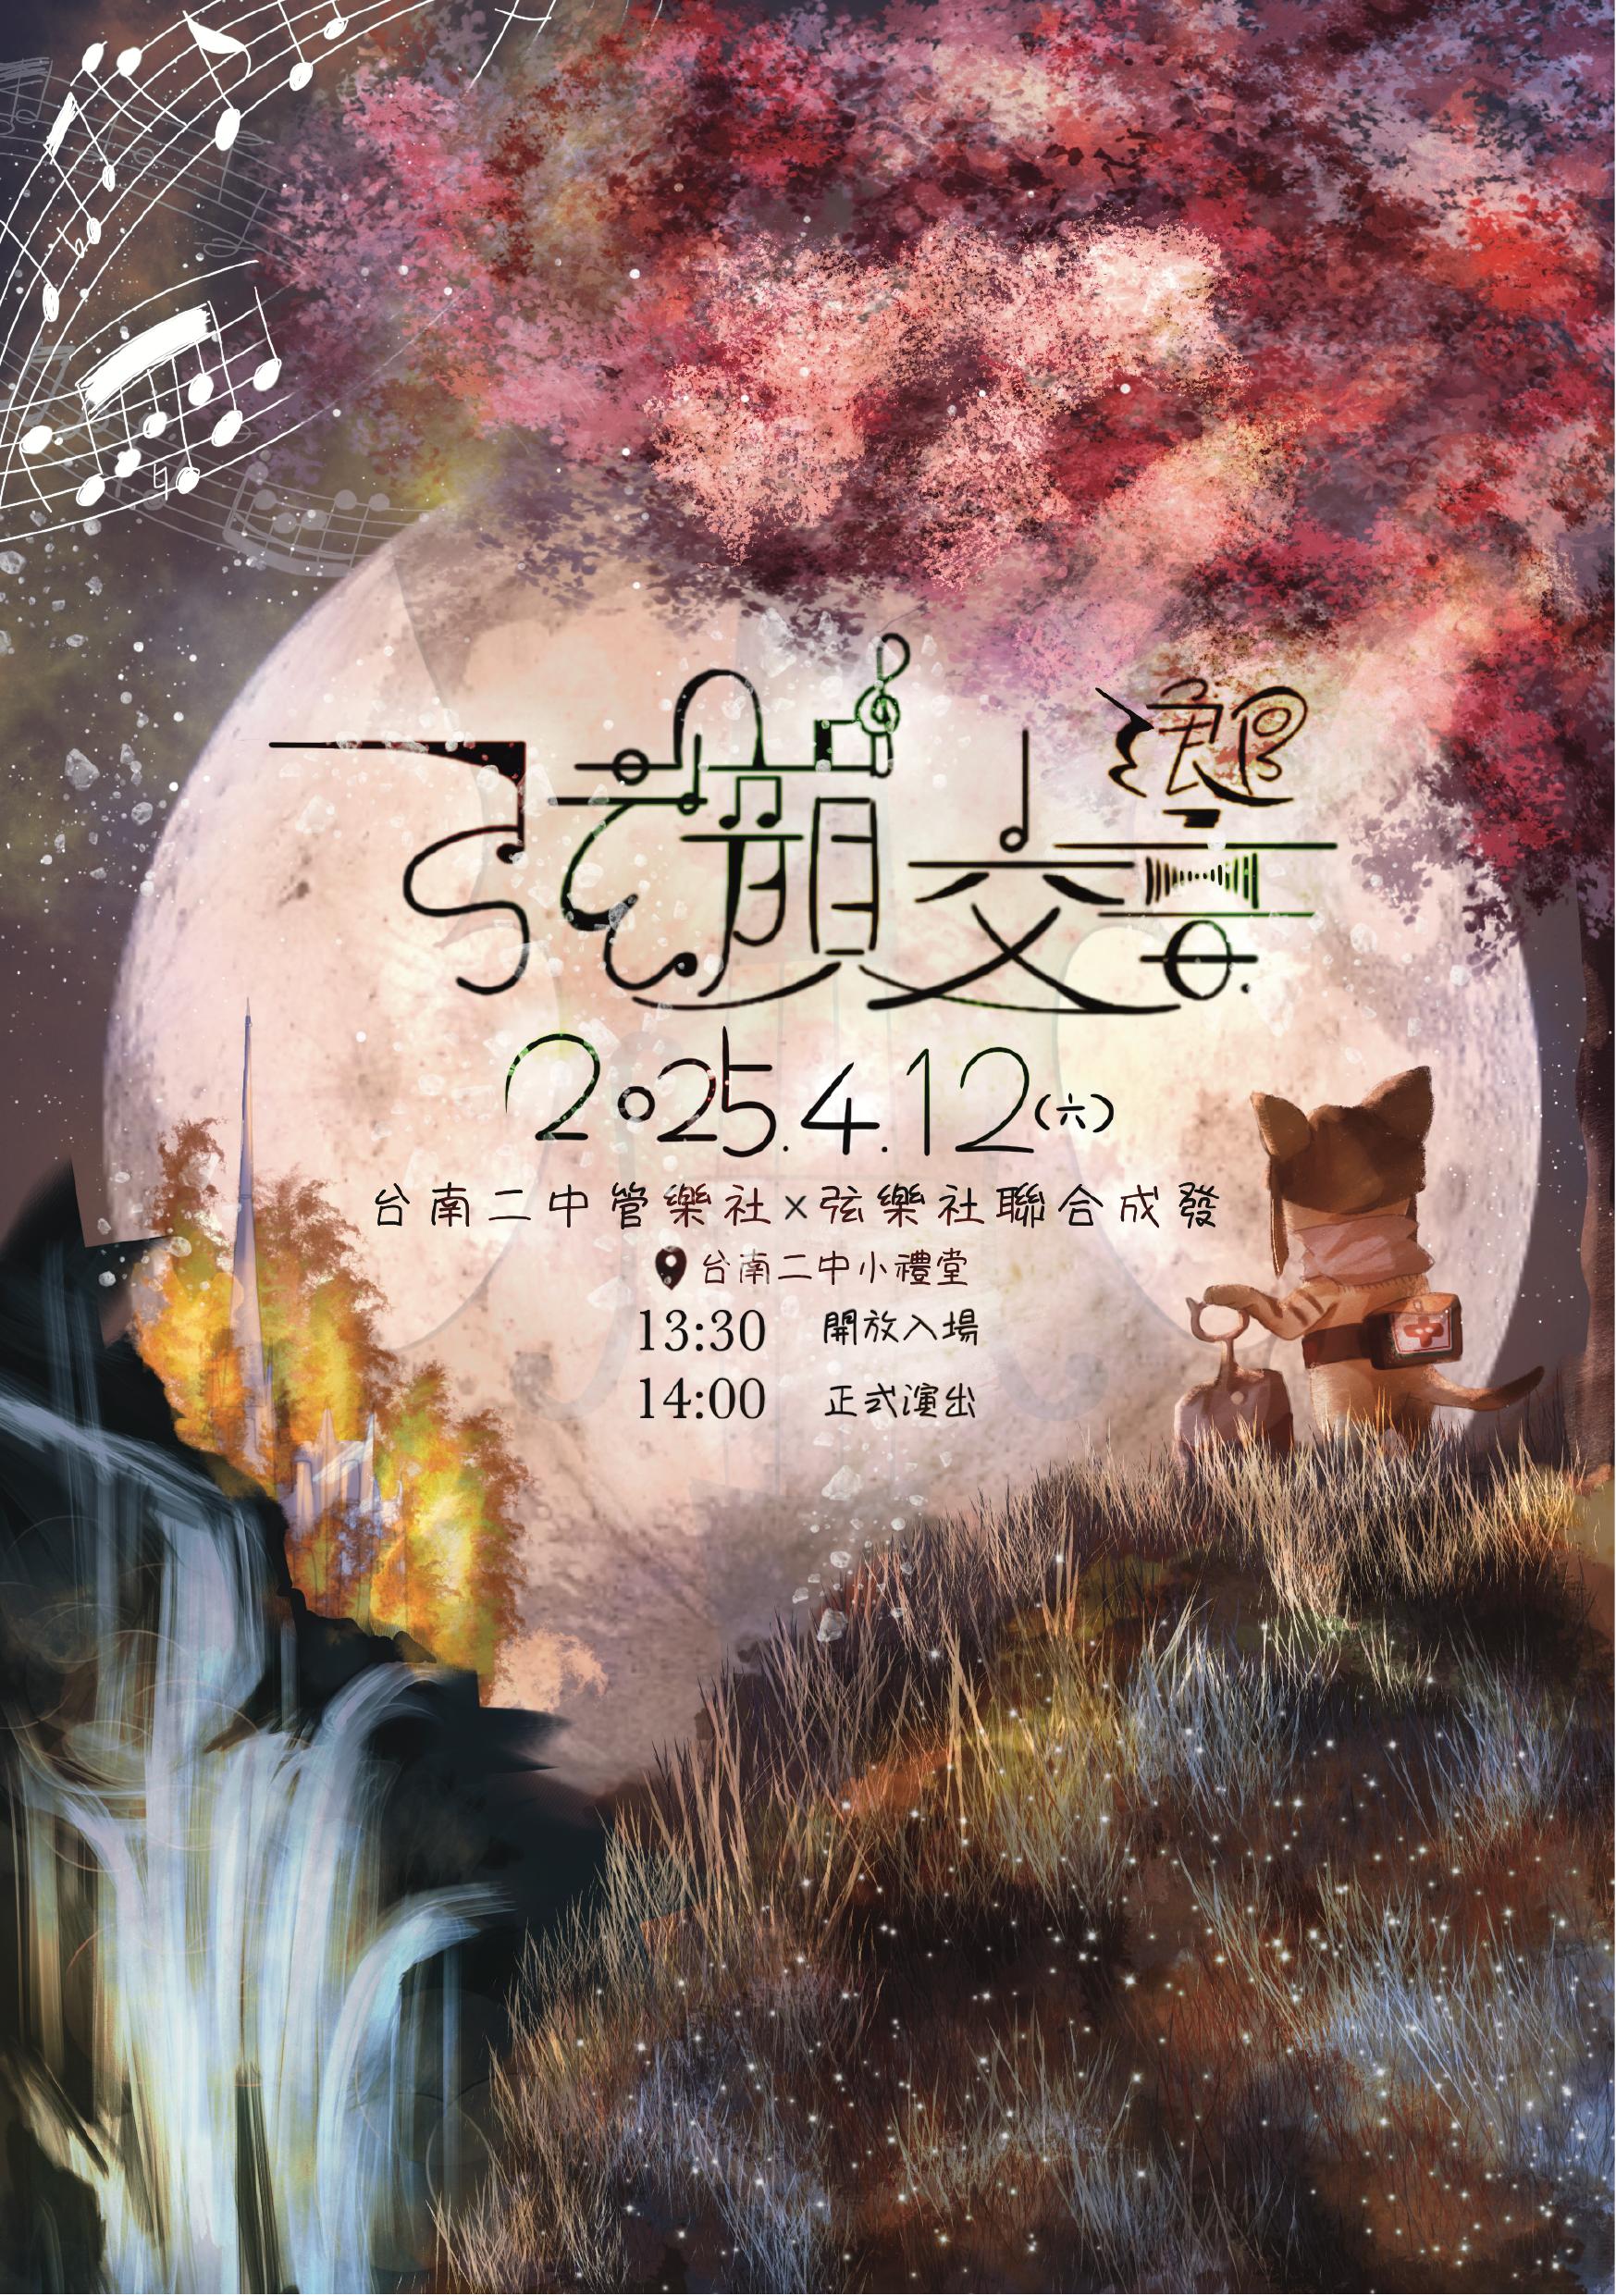 弦交響
2025.4.12(六)
台南二中管樂社×弦樂社聯合成發
台南二中小禮堂
13:30 開放入場
14:00 正式演出